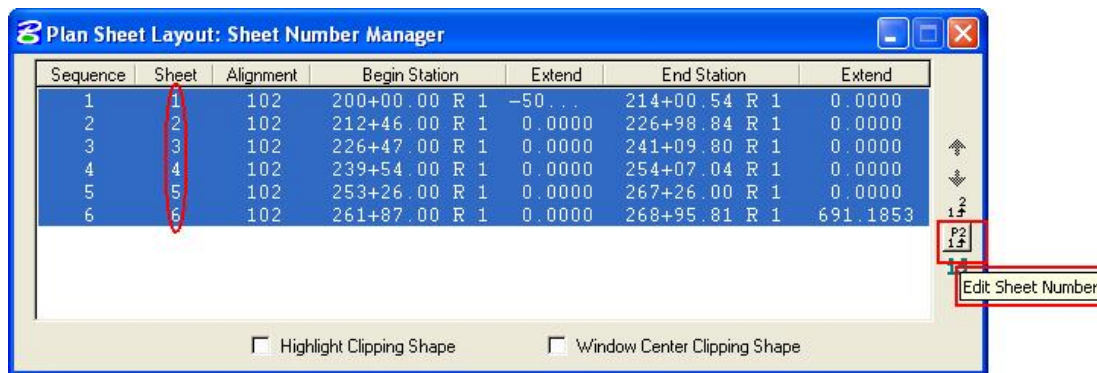 Plan Sheet Layout: Sheet Number Manager
Sequence Sheet Alignment Begin Station Extend End Station Extend
1 1 102 200+00.00 R 1 -50... 214+00.54 R 1 0.0000
2 2 102 212+46.00 R 1 0.0000 226+98.84 R 1 0.0000
3 3 102 226+47.00 R 1 0.0000 241+09.80 R 1 0.0000
4 4 102 239+54.00 R 1 0.0000 254+07.04 R 1 0.0000
5 5 102 253+26.00 R 1 0.0000 267+26.00 R 1 0.0000
6 6 102 261+87.00 R 1 0.0000 268+95.81 R 1 691.1853
2
1
P2
1
Edit Sheet Number
Highlight Clipping Shape Window Center Clipping Shape